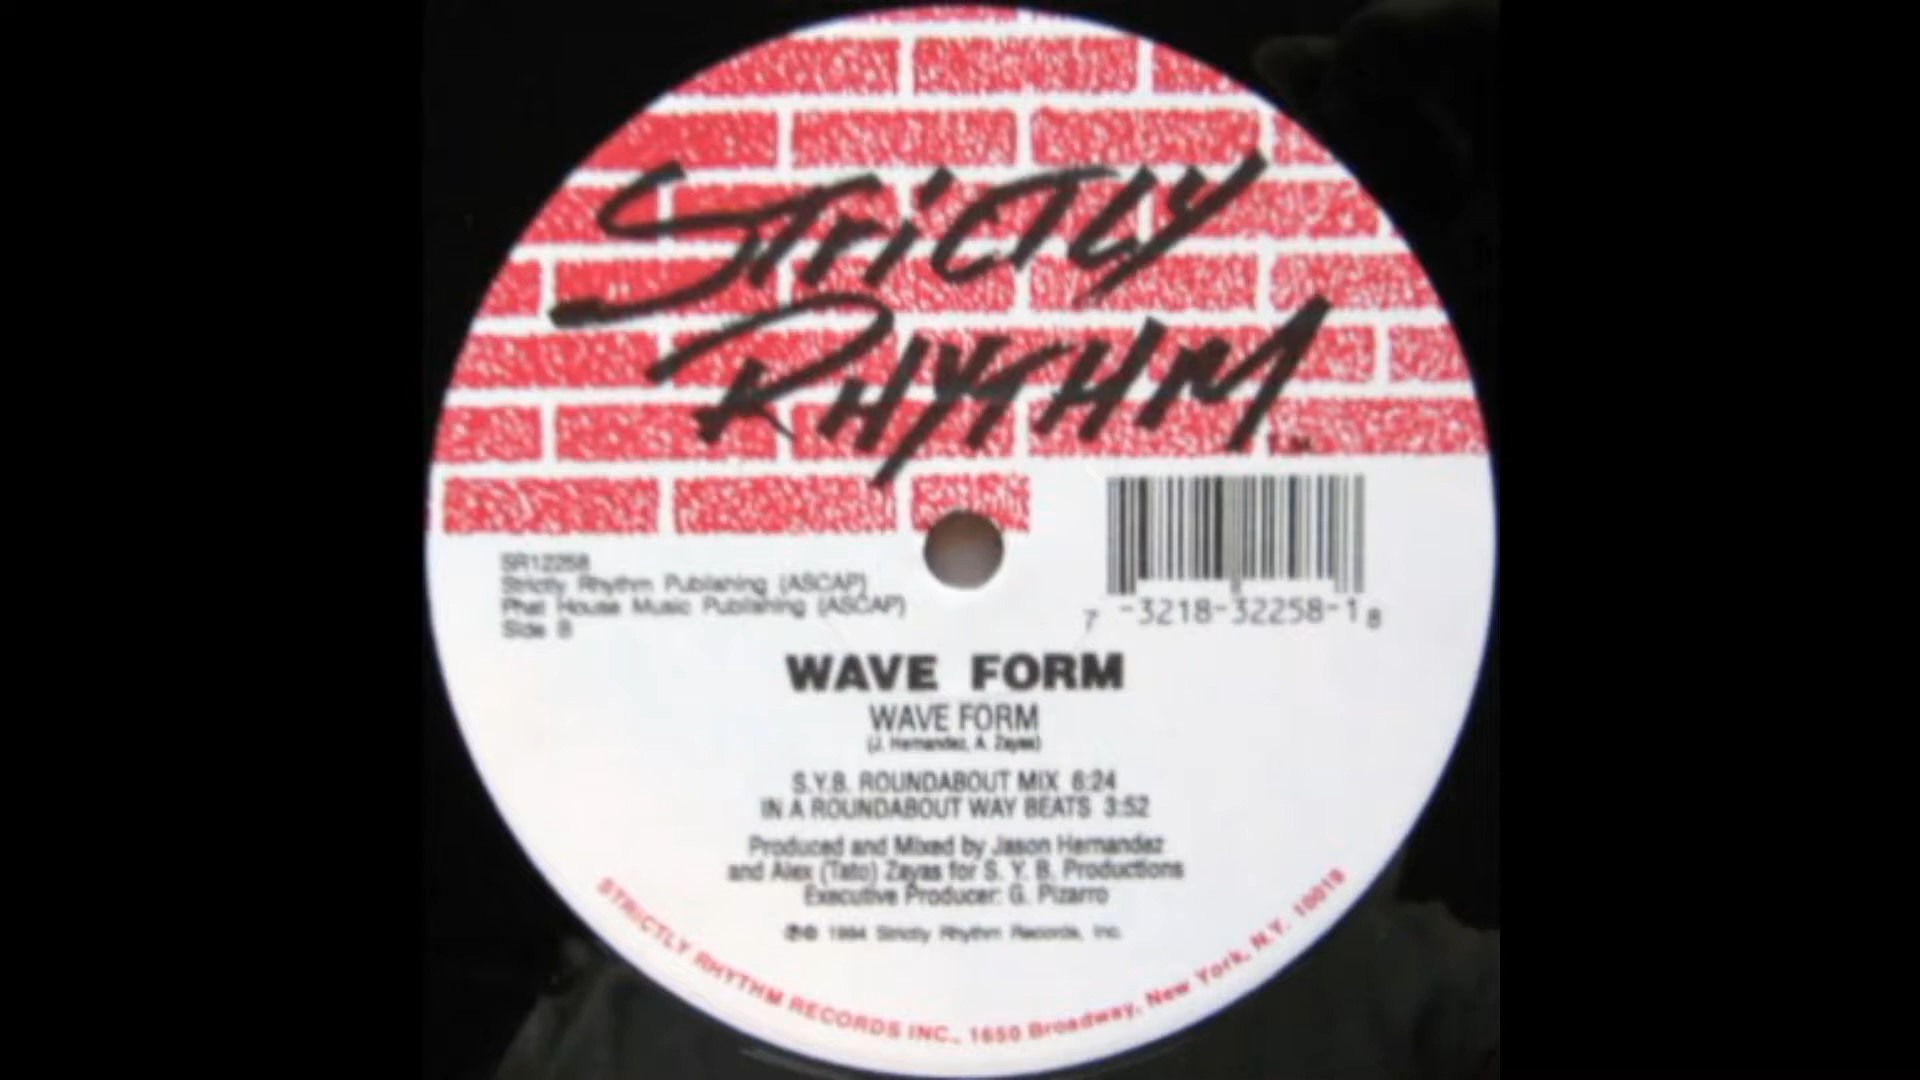 STRiCTLY
RHYTHM
T.M.
SR12258
Strictly Rhythm Publishing (ASCAP)
Phat House Music Publishing (ASCAP)
Side B
7 -3218-32258-1 8
WAVE FORM
WAVE FORM
(J. Hernandez, A. Zayas)
S.Y.B. ROUNDABOUT MIX 6:24
IN A ROUNDABOUT WAY BEATS 3:52
Produced and Mixed by Jason Hernandez
and Alex (Tato) Zayas for S. Y. B. Productions
Executive Producer: G. Pizarro
℗© 1994 Strictly Rhythm Records, Inc.
STRICTLY RHYTHM RECORDS INC., 1650 Broadway, New York, N.Y. 10019